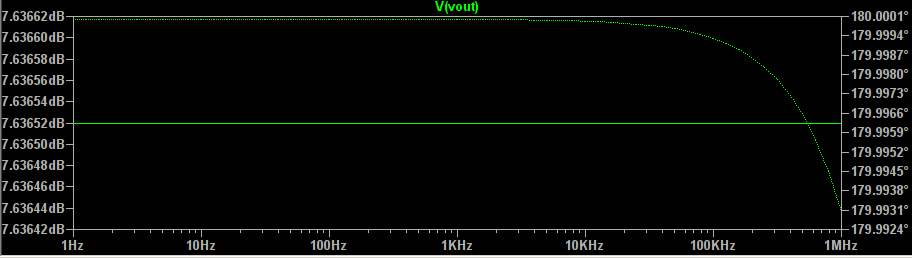 V(vout)
7.63662dB 180.0001°
7.63660dB 179.9994°
7.63658dB 179.9987°
7.63656dB 179.9980°
7.63654dB 179.9973°
7.63652dB 179.9966°
7.63650dB 179.9959°
7.63648dB 179.9952°
7.63646dB 179.9945°
7.63644dB 179.9938°
7.63642dB 179.9931°
179.9924°
1Hz 10Hz 100Hz 1KHz 10KHz 100KHz 1MHz